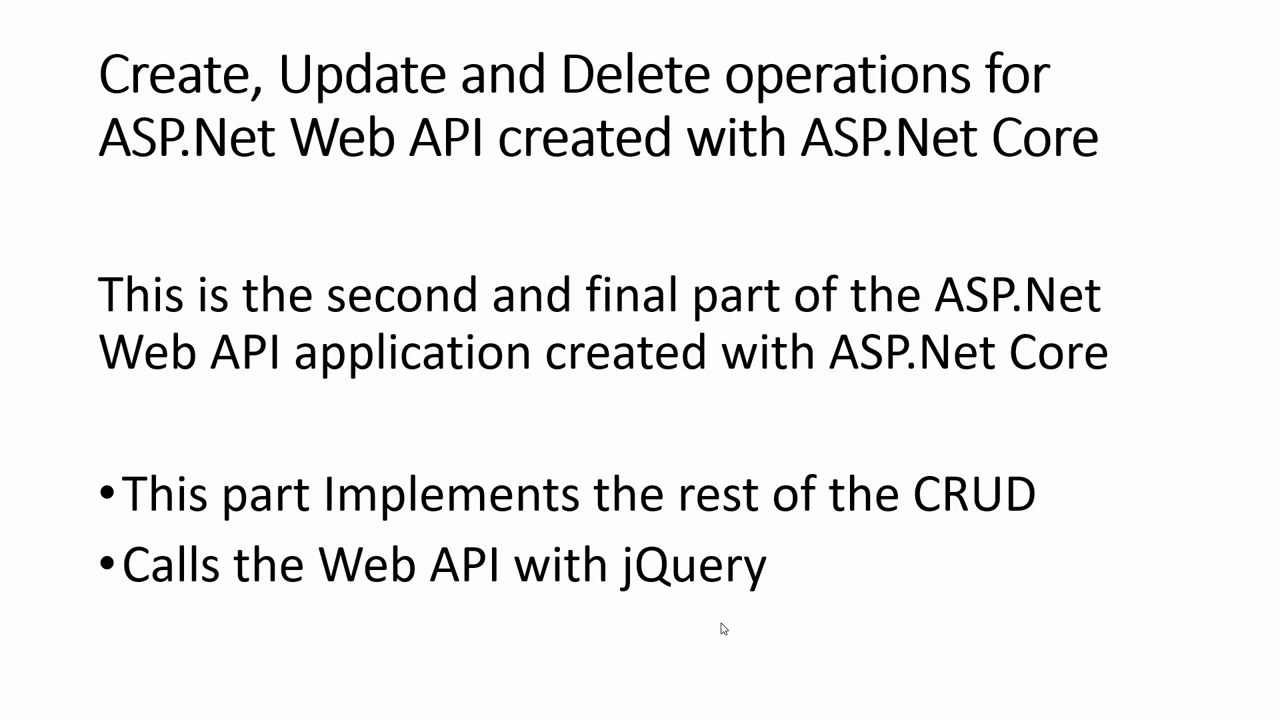 Create, Update and Delete operations for
ASP.Net Web API created with ASP.Net Core
This is the second and final part of the ASP.Net
Web API application created with ASP.Net Core
•This part Implements the rest of the CRUD
•Calls the Web API with jQuery